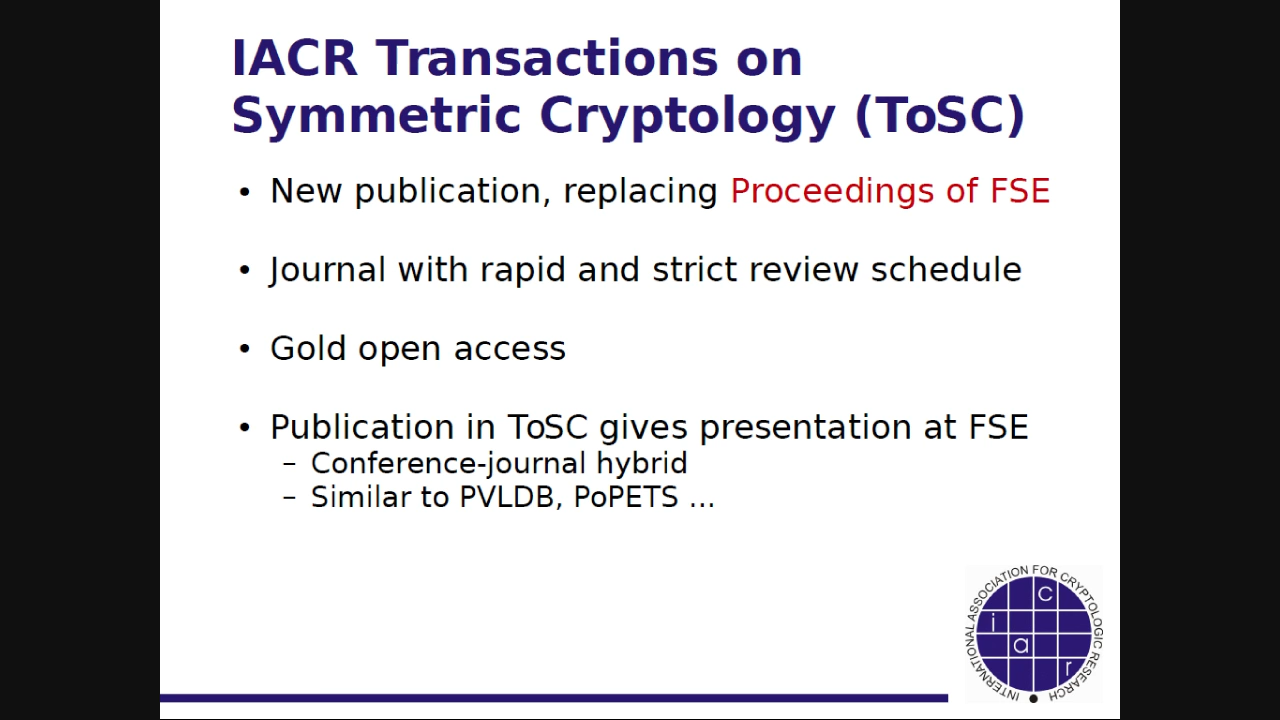 IACR Transactions on
Symmetric Cryptology (ToSC)
• New publication, replacing Proceedings of FSE
• Journal with rapid and strict review schedule
• Gold open access
• Publication in ToSC gives presentation at FSE
– Conference-journal hybrid
– Similar to PVLDB, PoPETS ...
INTERNATIONAL ASSOCIATION FOR CRYPTOLOGIC RESEARCH
c
i
a
r